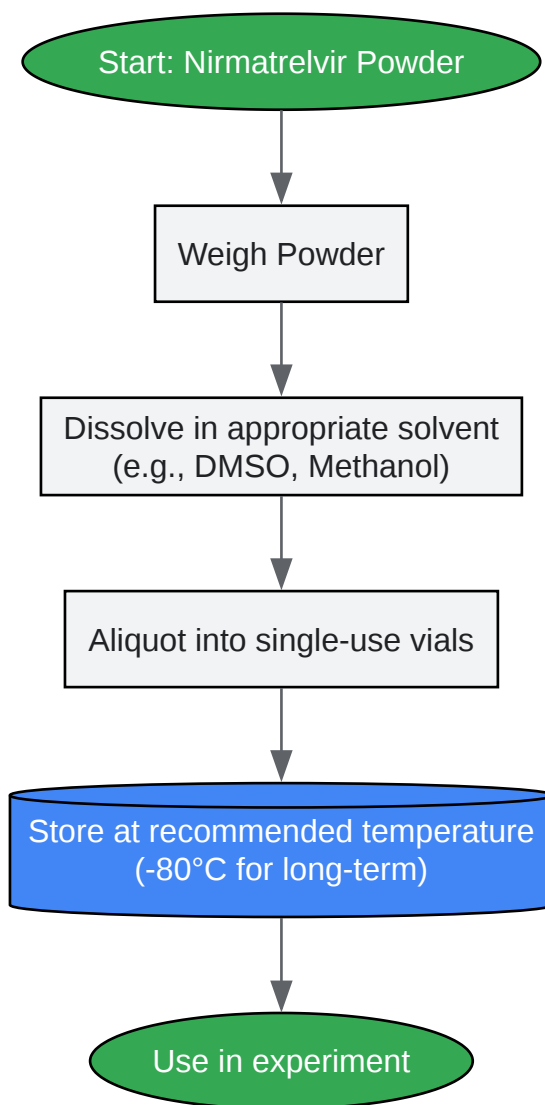 Start: Nirmatrelvir Powder
Weigh Powder
Dissolve in appropriate solvent
(e.g., DMSO, Methanol)
Aliquot into single-use vials
Store at recommended temperature
(-80°C for long-term)
Use in experiment